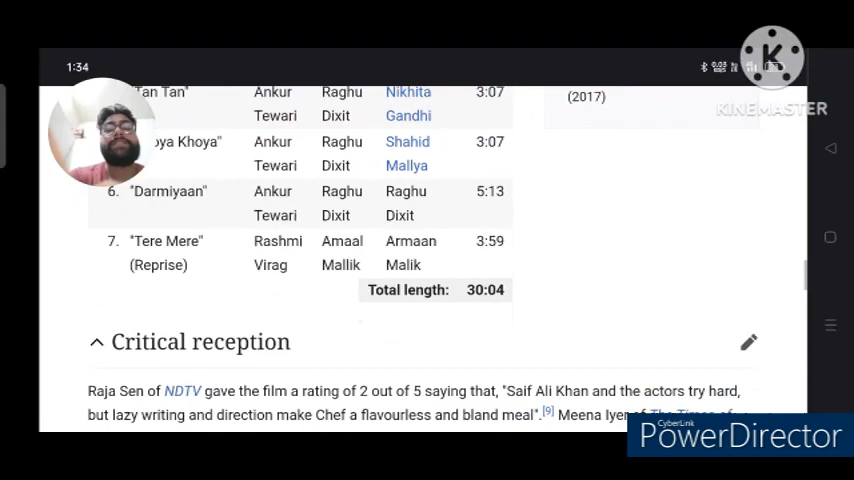 1:34
KINEMASTER
"Tan Tan" Ankur Raghu Nikhita 3:07
Tewari Dixit Gandhi
(2017)
oya Khoya" Ankur Raghu Shahid 3:07
Tewari Dixit Mallya
6. "Darmiyaan" Ankur Raghu Raghu 5:13
Tewari Dixit Dixit
7. "Tere Mere" Rashmi Amaal Armaan 3:59
(Reprise) Virag Mallik Malik
Total length: 30:04
Critical reception
Raja Sen of NDTV gave the film a rating of 2 out of 5 saying that, "Saif Ali Khan and the actors try hard,
but lazy writing and direction make Chef a flavourless and bland meal".[9] Meena Iyer of The Times of
CyberLink
PowerDirector